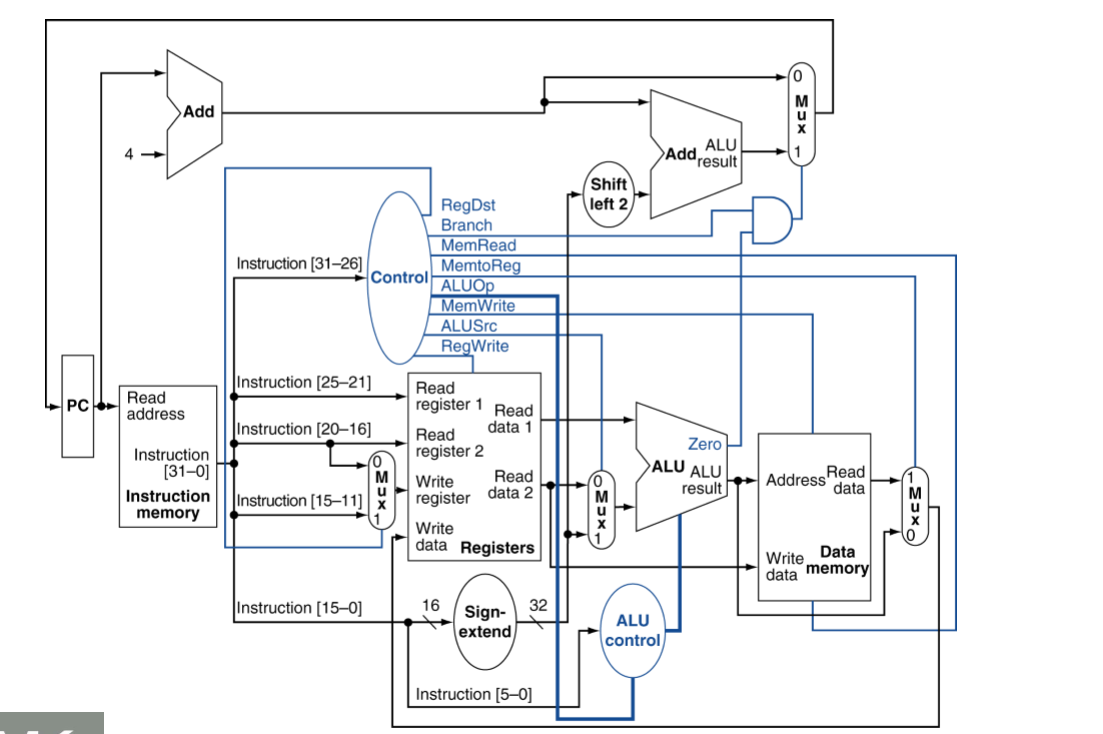 0
M
u
x
1
Add
4
Add
ALU
result
Shift
left 2
RegDst
Branch
MemRead
MemtoReg
ALUOp
MemWrite
ALUSrc
RegWrite
Control
Instruction [31–26]
Instruction [25–21]
Instruction [20–16]
Instruction [15–11]
Instruction [15–0]
Instruction [5–0]
PC
Read
address
Instruction
[31–0]
Instruction
memory
0
M
u
x
1
Read
register 1
Read
register 2
Write
register
Write
data
Read
data 1
Read
data 2
Registers
16
Sign-
extend
32
0
M
u
x
1
Zero
ALU
ALU
result
ALU
control
Address
Read
data
Write
data
Data
memory
1
M
u
x
0